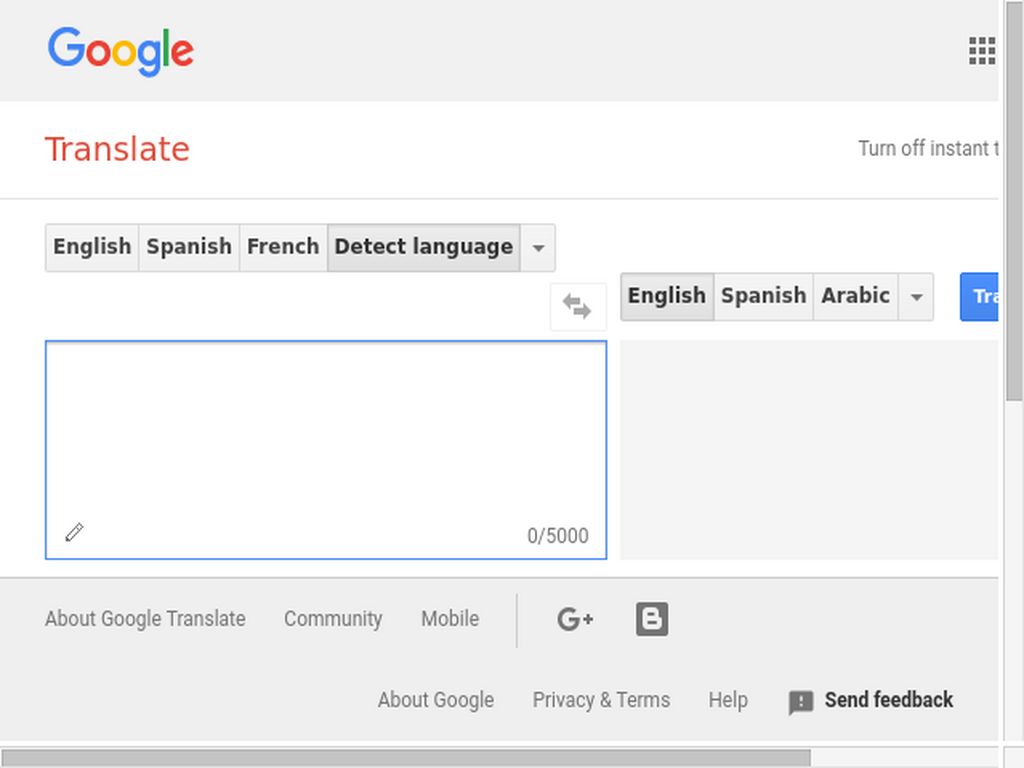 Google
Translate
Turn off instant
English Spanish French Detect language
English Spanish Arabic
0/5000
About Google Translate Community Mobile G+ B
About Google Privacy & Terms Help Send feedback